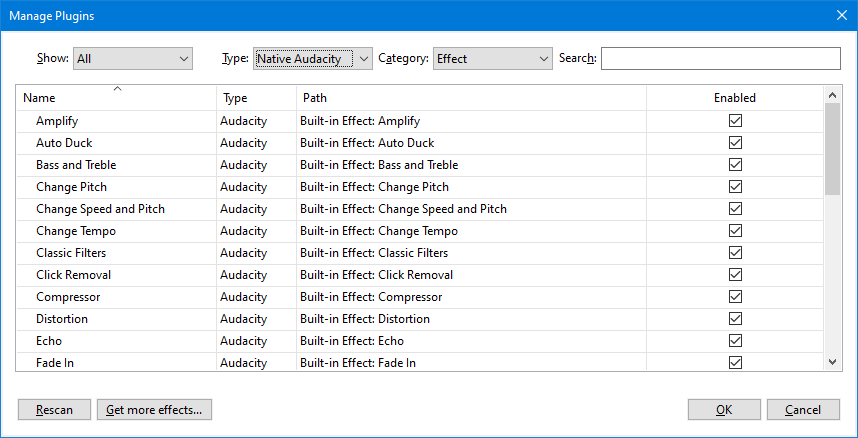 Manage Plugins
Show: All Type: Native Audacity Category: Effect Search:
Name Type Path Enabled
Amplify Audacity Built-in Effect: Amplify
Auto Duck Audacity Built-in Effect: Auto Duck
Bass and Treble Audacity Built-in Effect: Bass and Treble
Change Pitch Audacity Built-in Effect: Change Pitch
Change Speed and Pitch Audacity Built-in Effect: Change Speed and Pitch
Change Tempo Audacity Built-in Effect: Change Tempo
Classic Filters Audacity Built-in Effect: Classic Filters
Click Removal Audacity Built-in Effect: Click Removal
Compressor Audacity Built-in Effect: Compressor
Distortion Audacity Built-in Effect: Distortion
Echo Audacity Built-in Effect: Echo
Fade In Audacity Built-in Effect: Fade In
Rescan Get more effects... OK Cancel